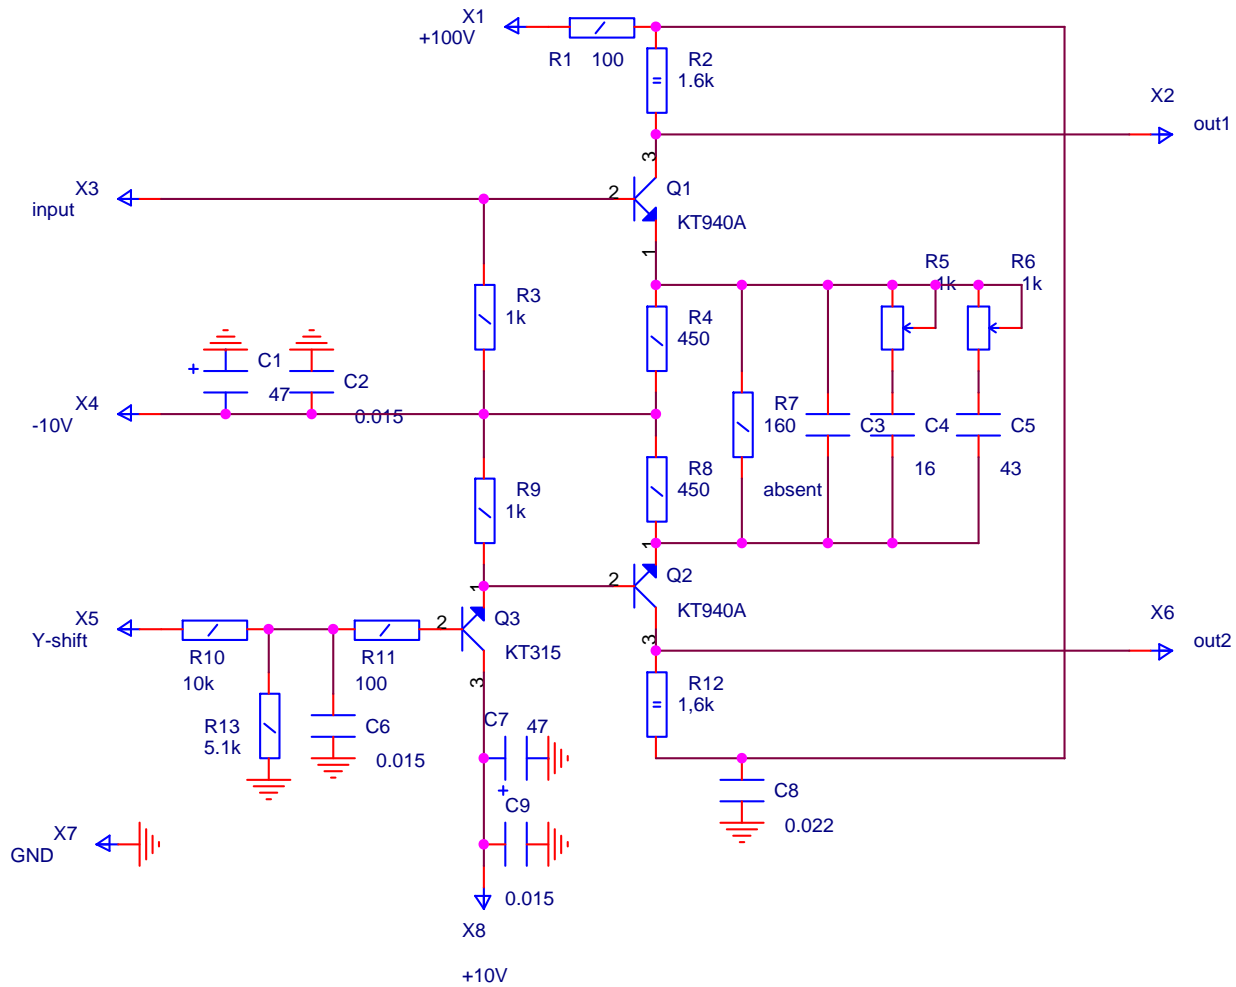 X1
+100V
R1 100
R2
1.6k
X2
out1
3
X3
input
2
Q1
KT940A
1
R5
1k
R6
1k
R3
1k
R4
450
C1
47
C2
0.015
+
X4
-10V
R7
160
absent
C3
C4
16
C5
43
R8
450
R9
1k
1
1
2
Q2
KT940A
3
X5
Y-shift
R10
10k
R11
100
2
Q3
KT315
3
X6
out2
R12
1,6k
R13
5.1k
C6
0.015
C7
47
+
C9
0.015
C8
0.022
X7
GND
X8
+10V